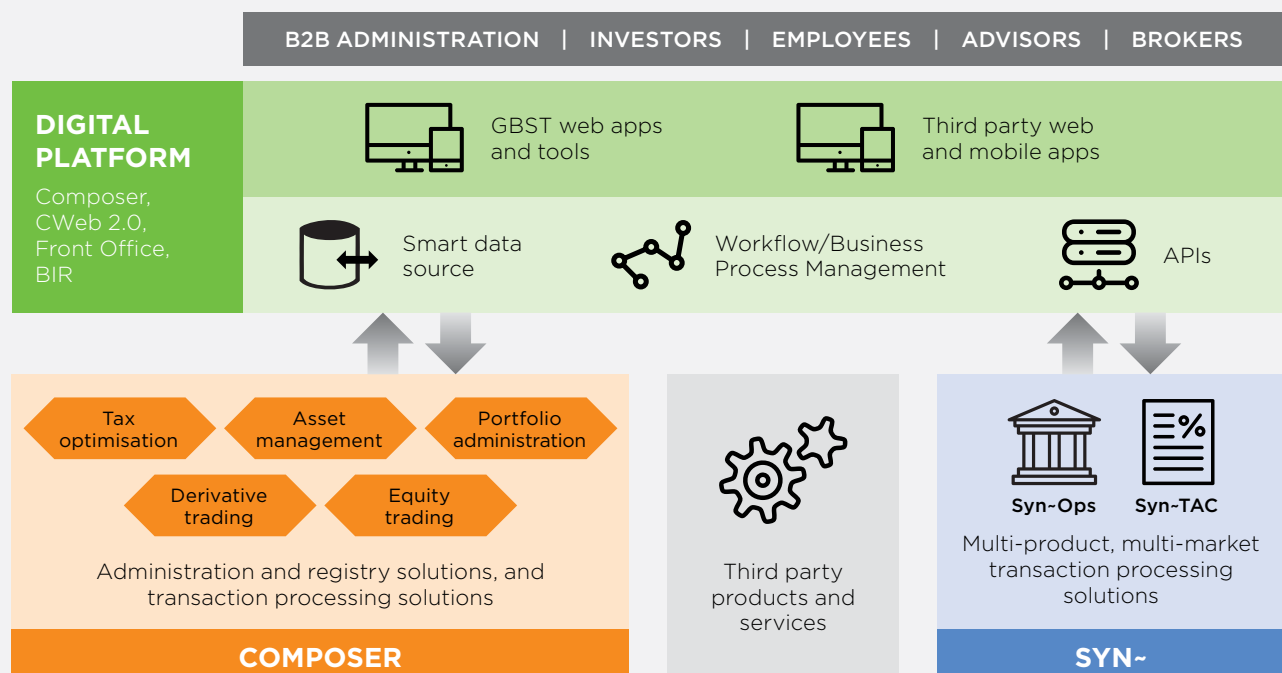 B2B ADMINISTRATION | INVESTORS | EMPLOYEES | ADVISORS | BROKERS
DIGITAL
PLATFORM
Composer,
CWeb 2.0,
Front Office,
BIR
GBST web apps
and tools
Third party web
and mobile apps
Smart data
source
Workflow/Business
Process Management
APIs
Tax
optimisation
Asset
management
Portfolio
administration
Derivative
trading
Equity
trading
Administration and registry solutions, and
transaction processing solutions
COMPOSER
Third party
products and
services
%
Syn~Ops
Syn~TAC
Multi-product, multi-market
transaction processing
solutions
SYN~